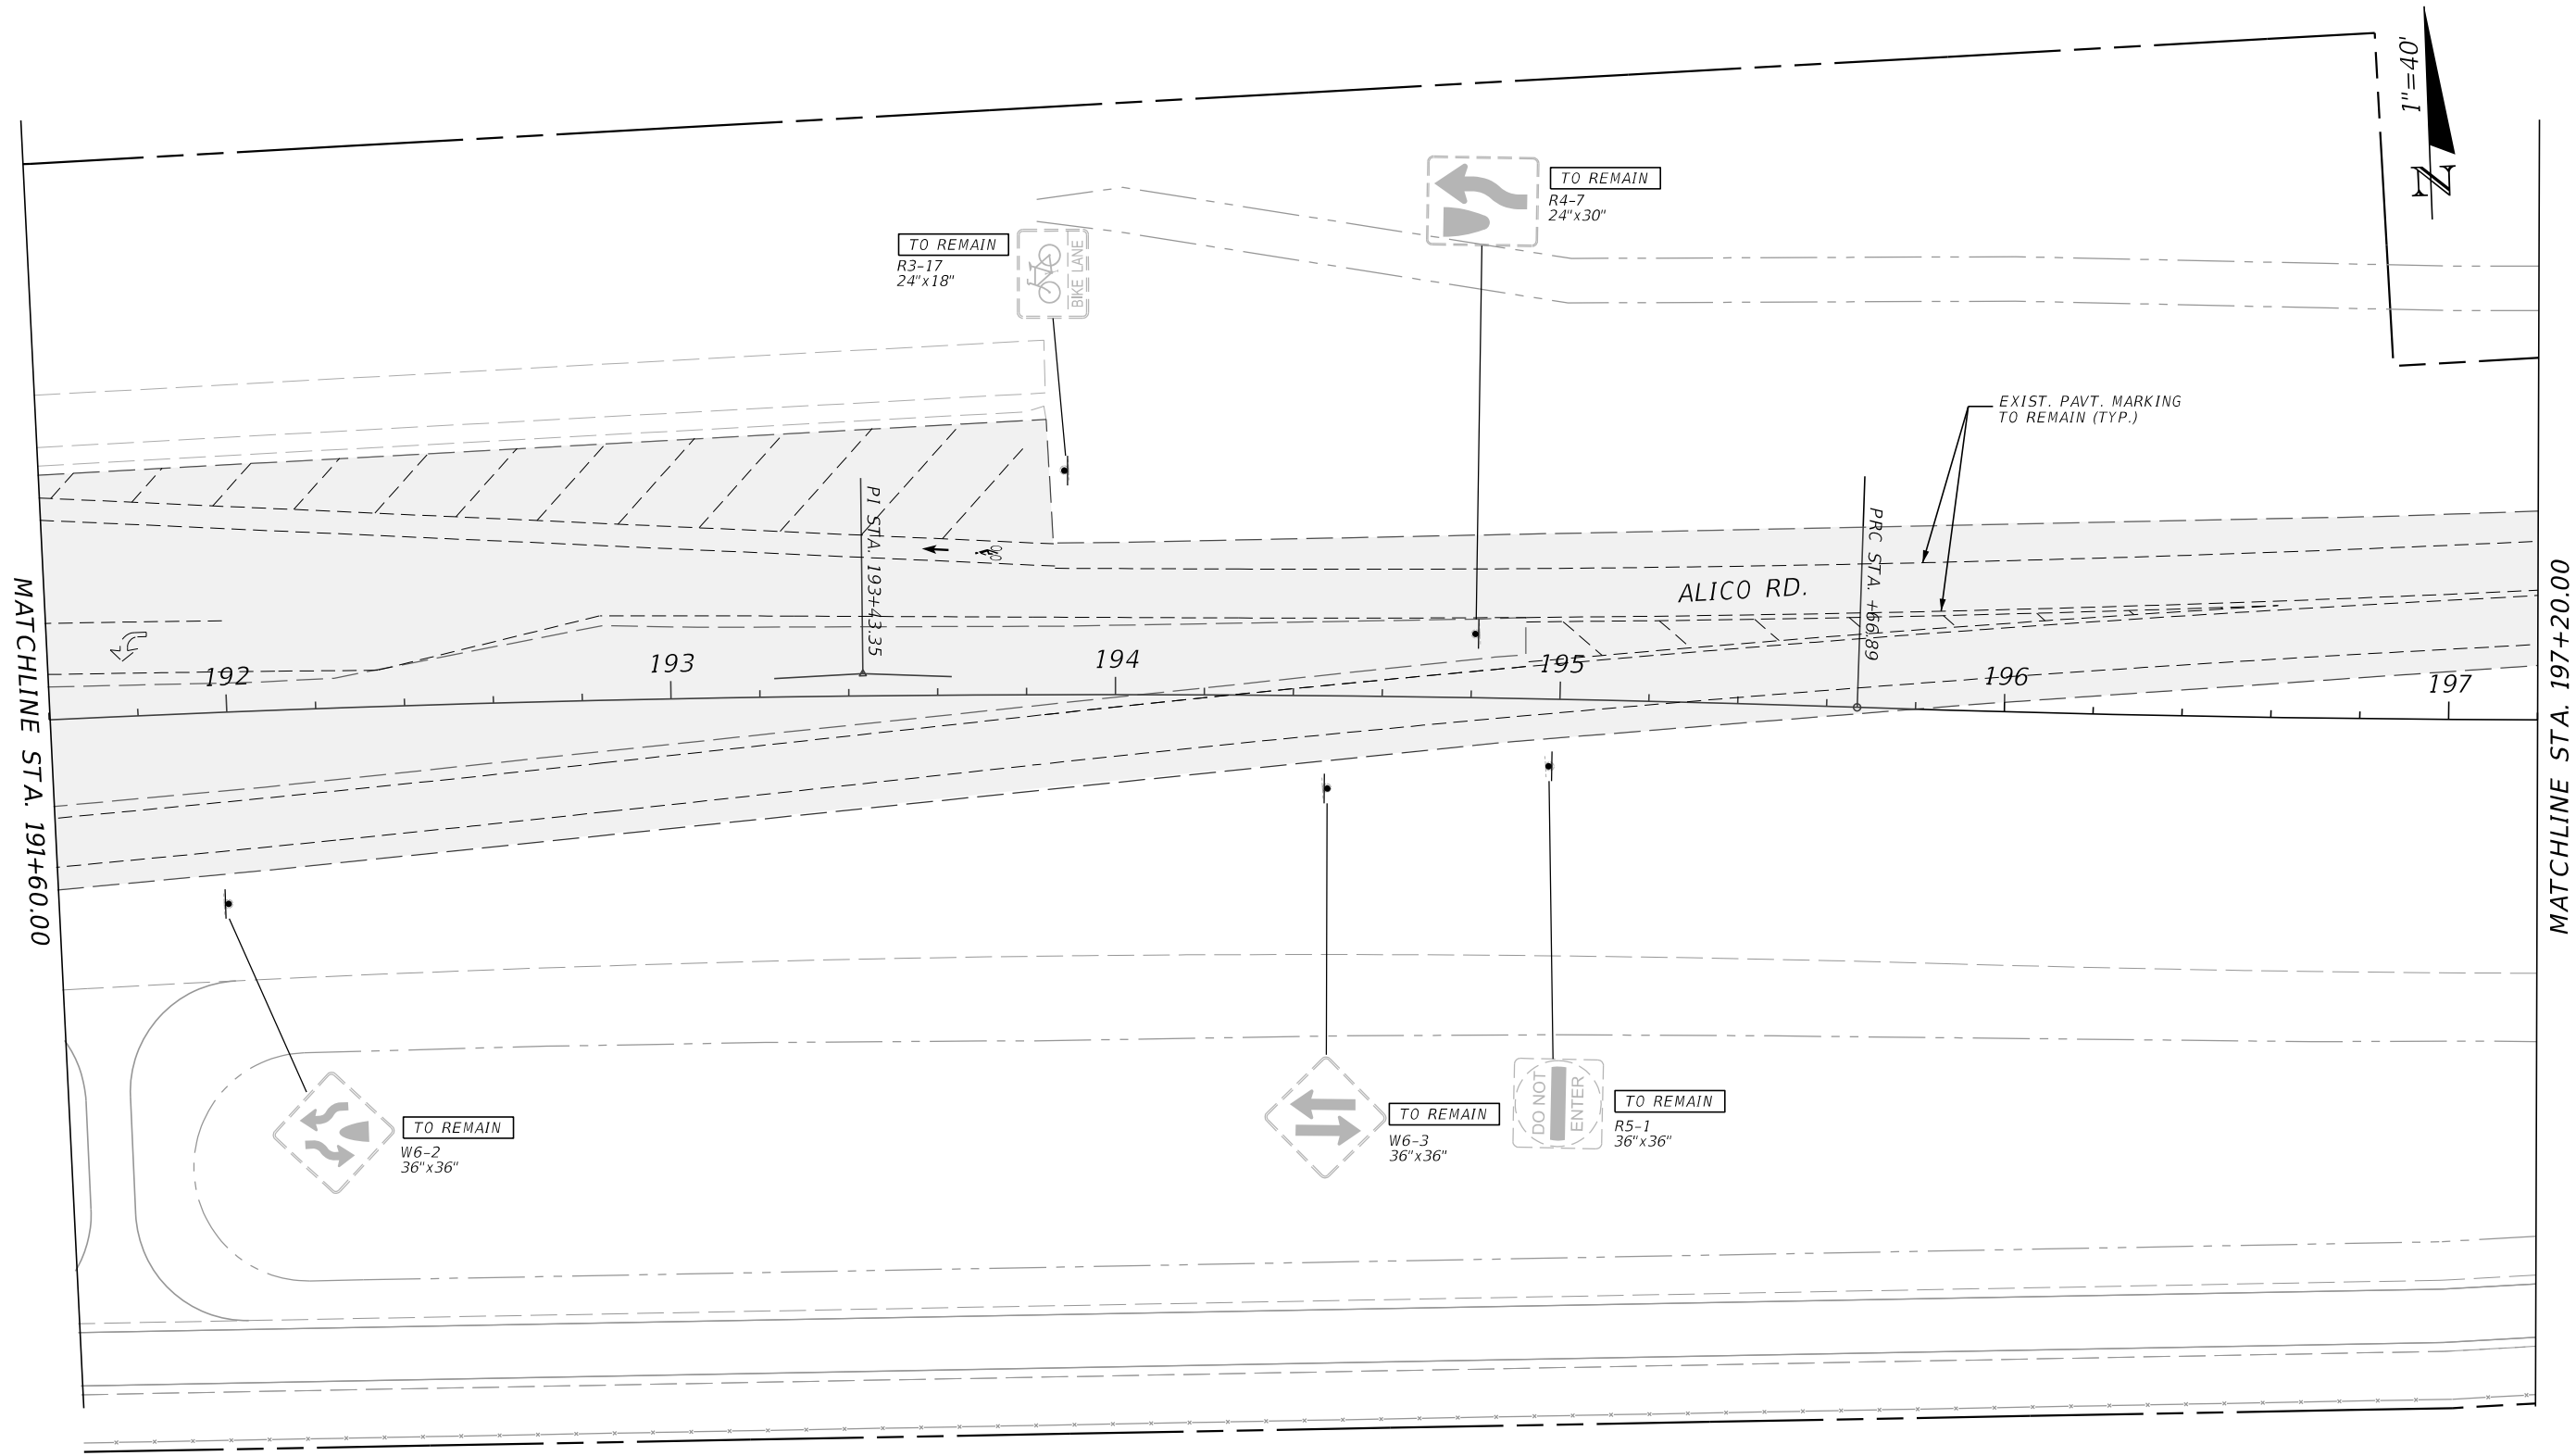 1"=40'
N
TO REMAIN
R4-7
24"x30"
TO REMAIN
R3-17
24"x18"
BIKE LANE
EXIST. PAVT. MARKING
TO REMAIN (TYP.)
PI STA. 193+43.35
PRC STA. +66.89
ALICO RD.
MATCHLINE STA. 191+60.00
MATCHLINE STA. 197+20.00
192
193
194
195
196
197
TO REMAIN
W6-2
36"x36"
TO REMAIN
W6-3
36"x36"
DO NOT
ENTER
TO REMAIN
R5-1
36"x36"